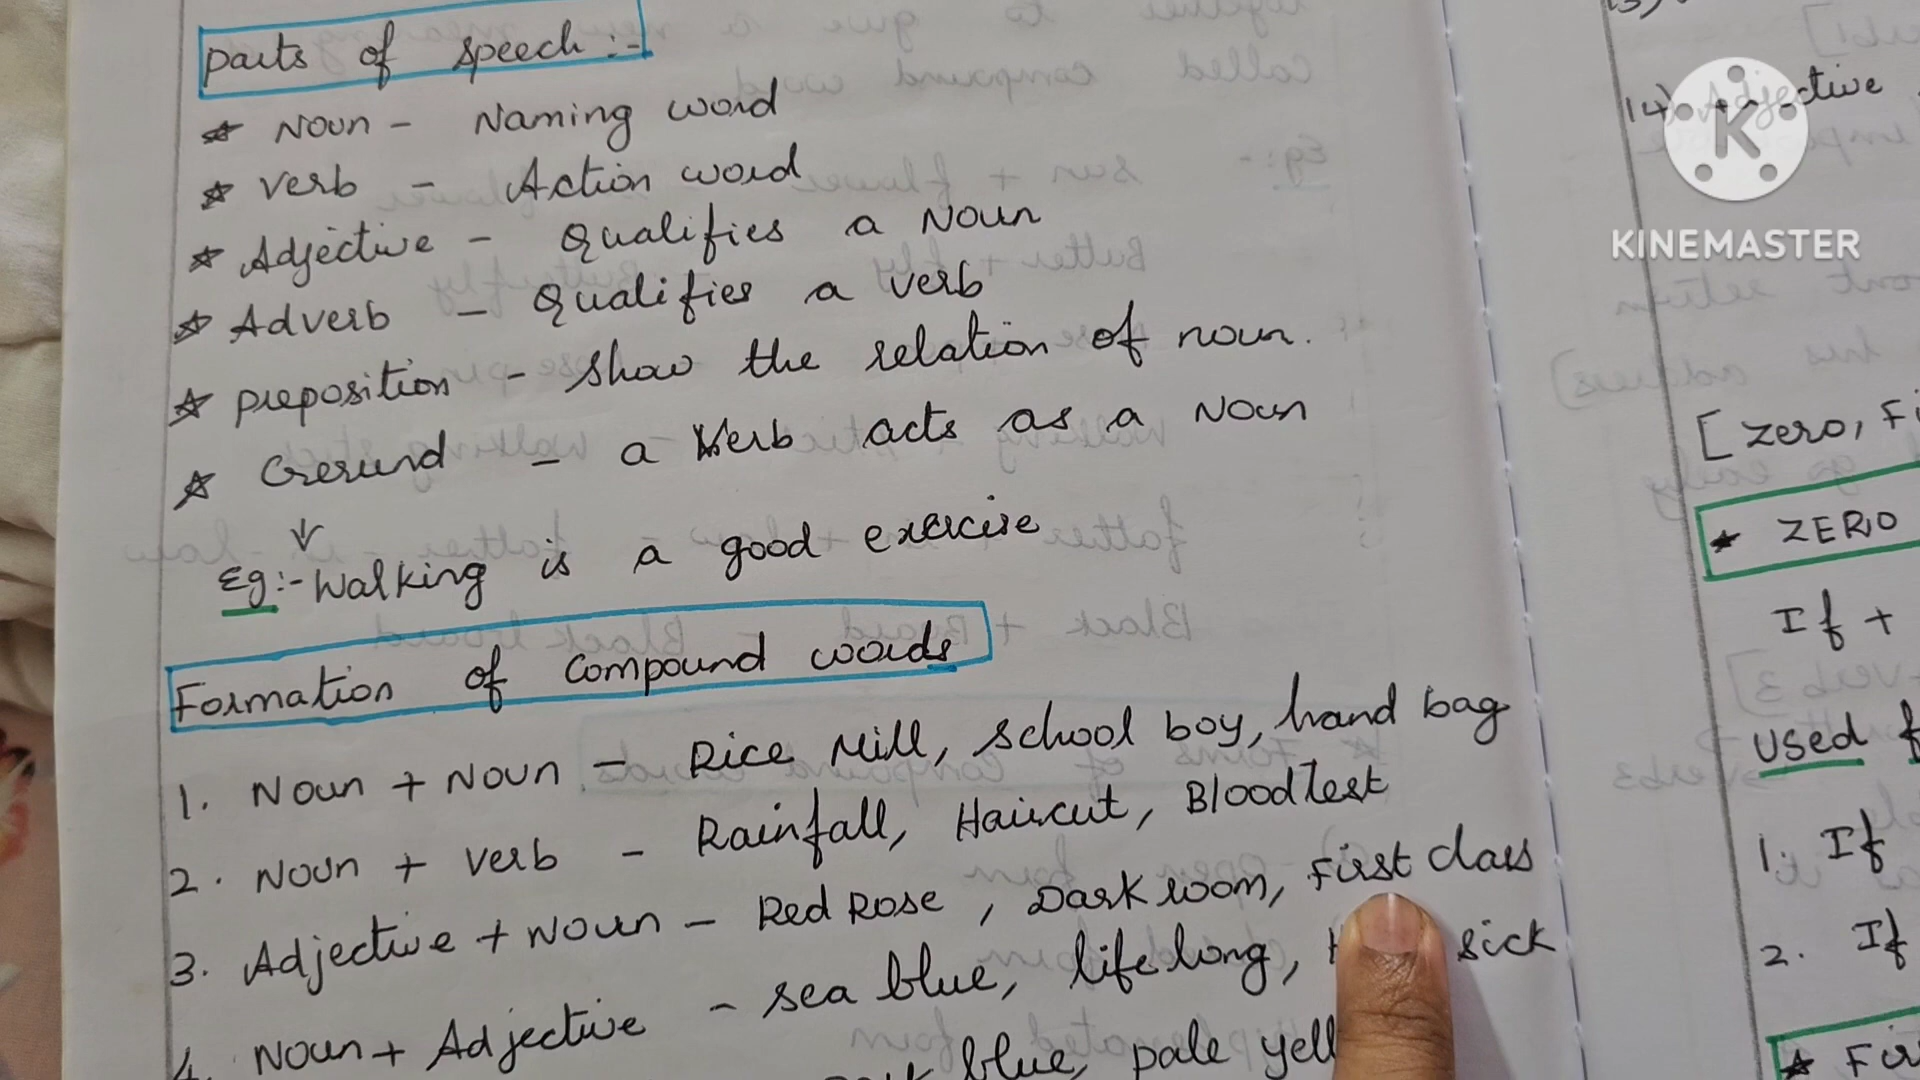 Parts of speech :-
Noun - Naming word
Verb - Action word
Adjective - Qualifies a Noun
Adverb - Qualifies a verb
preposition - show the relation of noun.
Gerund - a Verb acts as a Noun
Eg:- Walking is a good exercise
Formation of compound words
1. Noun + Noun - Rice Mill, school boy, hand bag
2. Noun + verb - Rainfall, Haircut, Blood test
3. Adjective + Noun - Red Rose, Dark room, First class
4. Noun + Adjective - sea blue, life long, sick
blue, pale
14) Adjective
[zero,
ZERO
If +
used
1. If
2. If
KINEMASTER